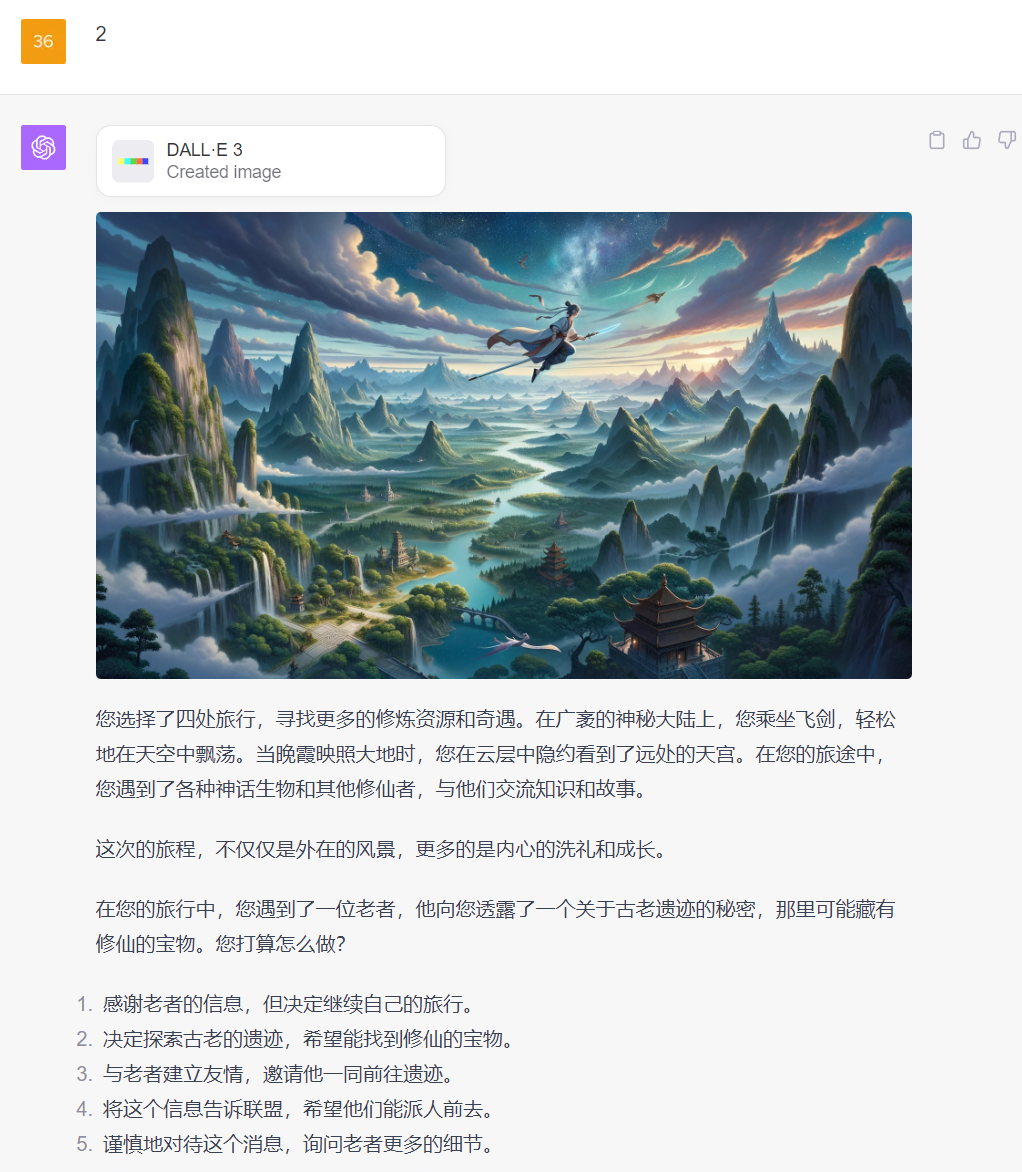 36
2
DALL·E 3
Created image
您选择了四处旅行，寻找更多的修炼资源和奇遇。在广袤的神秘大陆上，您乘坐飞剑，轻松
地在天空中飘荡。当晚霞映照大地时，您在云层中隐约看到了远处的天宫。在您的旅途中，
您遇到了各种神话生物和其他修仙者，与他们交流知识和故事。
这次的旅程，不仅仅是外在的风景，更多的是内心的洗礼和成长。
在您的旅行中，您遇到了一位老者，他向您透露了一个关于古老遗迹的秘密，那里可能藏有
修仙的宝物。您打算怎么做？
1. 感谢老者的信息，但决定继续自己的旅行。
2. 决定探索古老的遗迹，希望能找到修仙的宝物。
3. 与老者建立友情，邀请他一同前往遗迹。
4. 将这个信息告诉联盟，希望他们能派人前去。
5. 谨慎地对待这个消息，询问老者更多的细节。